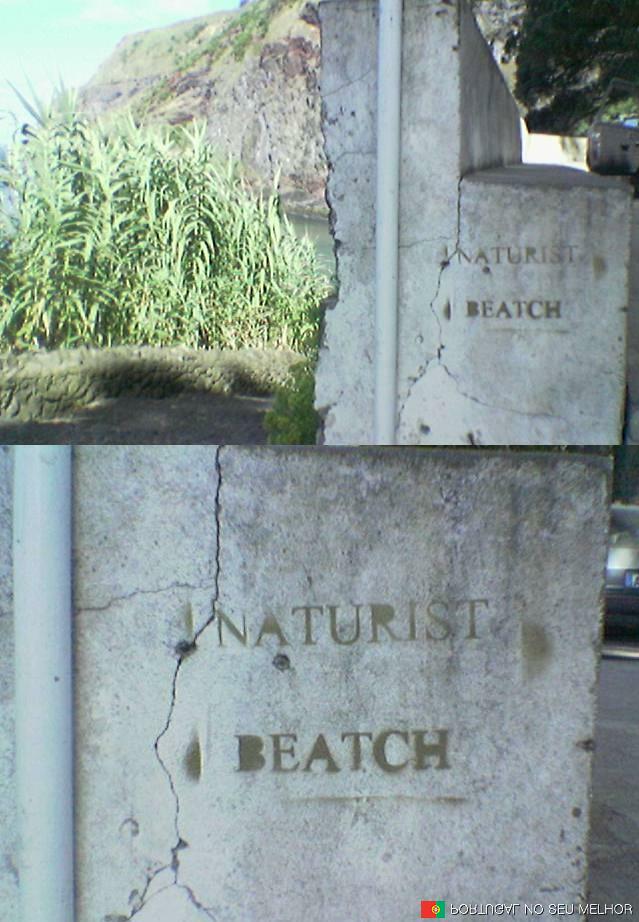 NATURIST
BEATCH
NATURIST
BEATCH
PORTUGAL NO SEU MELHOR